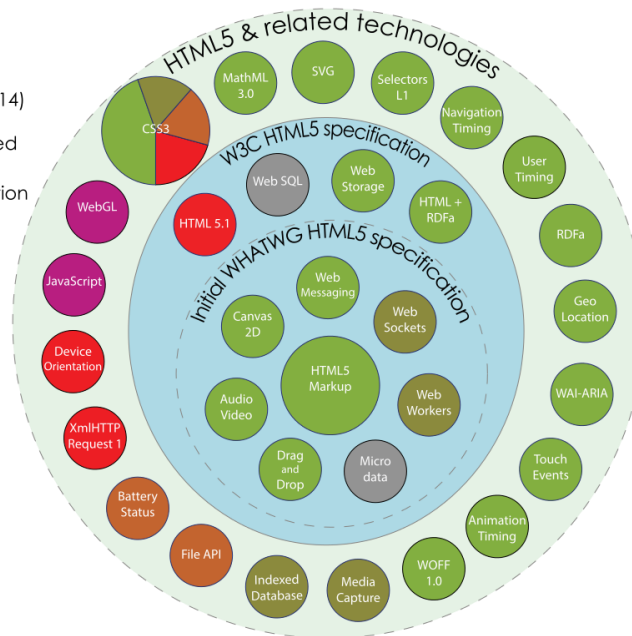 HTML5 & related technologies
14)
ed
tion
CSS3
MathML
3.0
SVG
Selectors
L1
Navigation
Timing
User
Timing
RDFa
Geo
Location
WAI-ARIA
Touch
Events
Animation
Timing
WOFF
1.0
Media
Capture
Indexed
Database
File API
Battery
Status
XmlHTTP
Request 1
Device
Orientation
JavaScript
WebGL
W3C HTML5 specification
HTML 5.1
Web SQL
Web
Storage
HTML +
RDFa
Initial WHATWG HTML5 specification
Web
Messaging
Canvas
2D
Web
Sockets
HTML5
Markup
Audio
Video
Web
Workers
Drag
and
Drop
Micro
data